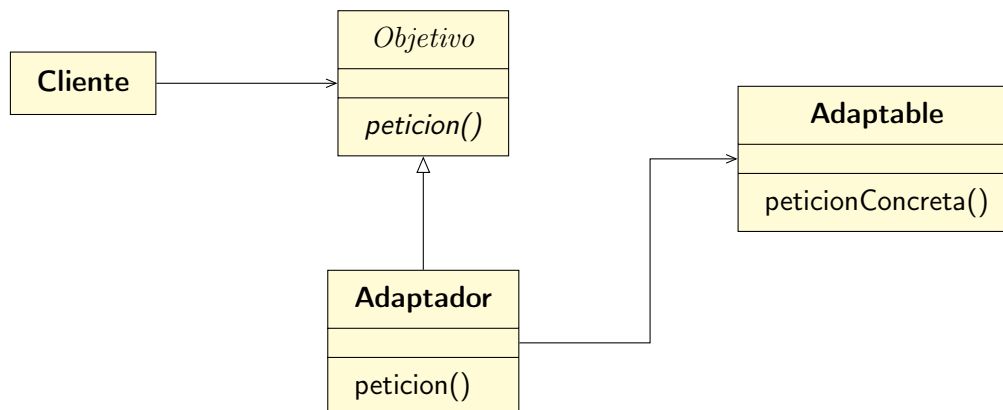 Cliente
Objetivo
peticion()
Adaptable
peticionConcreta()
Adaptador
peticion()